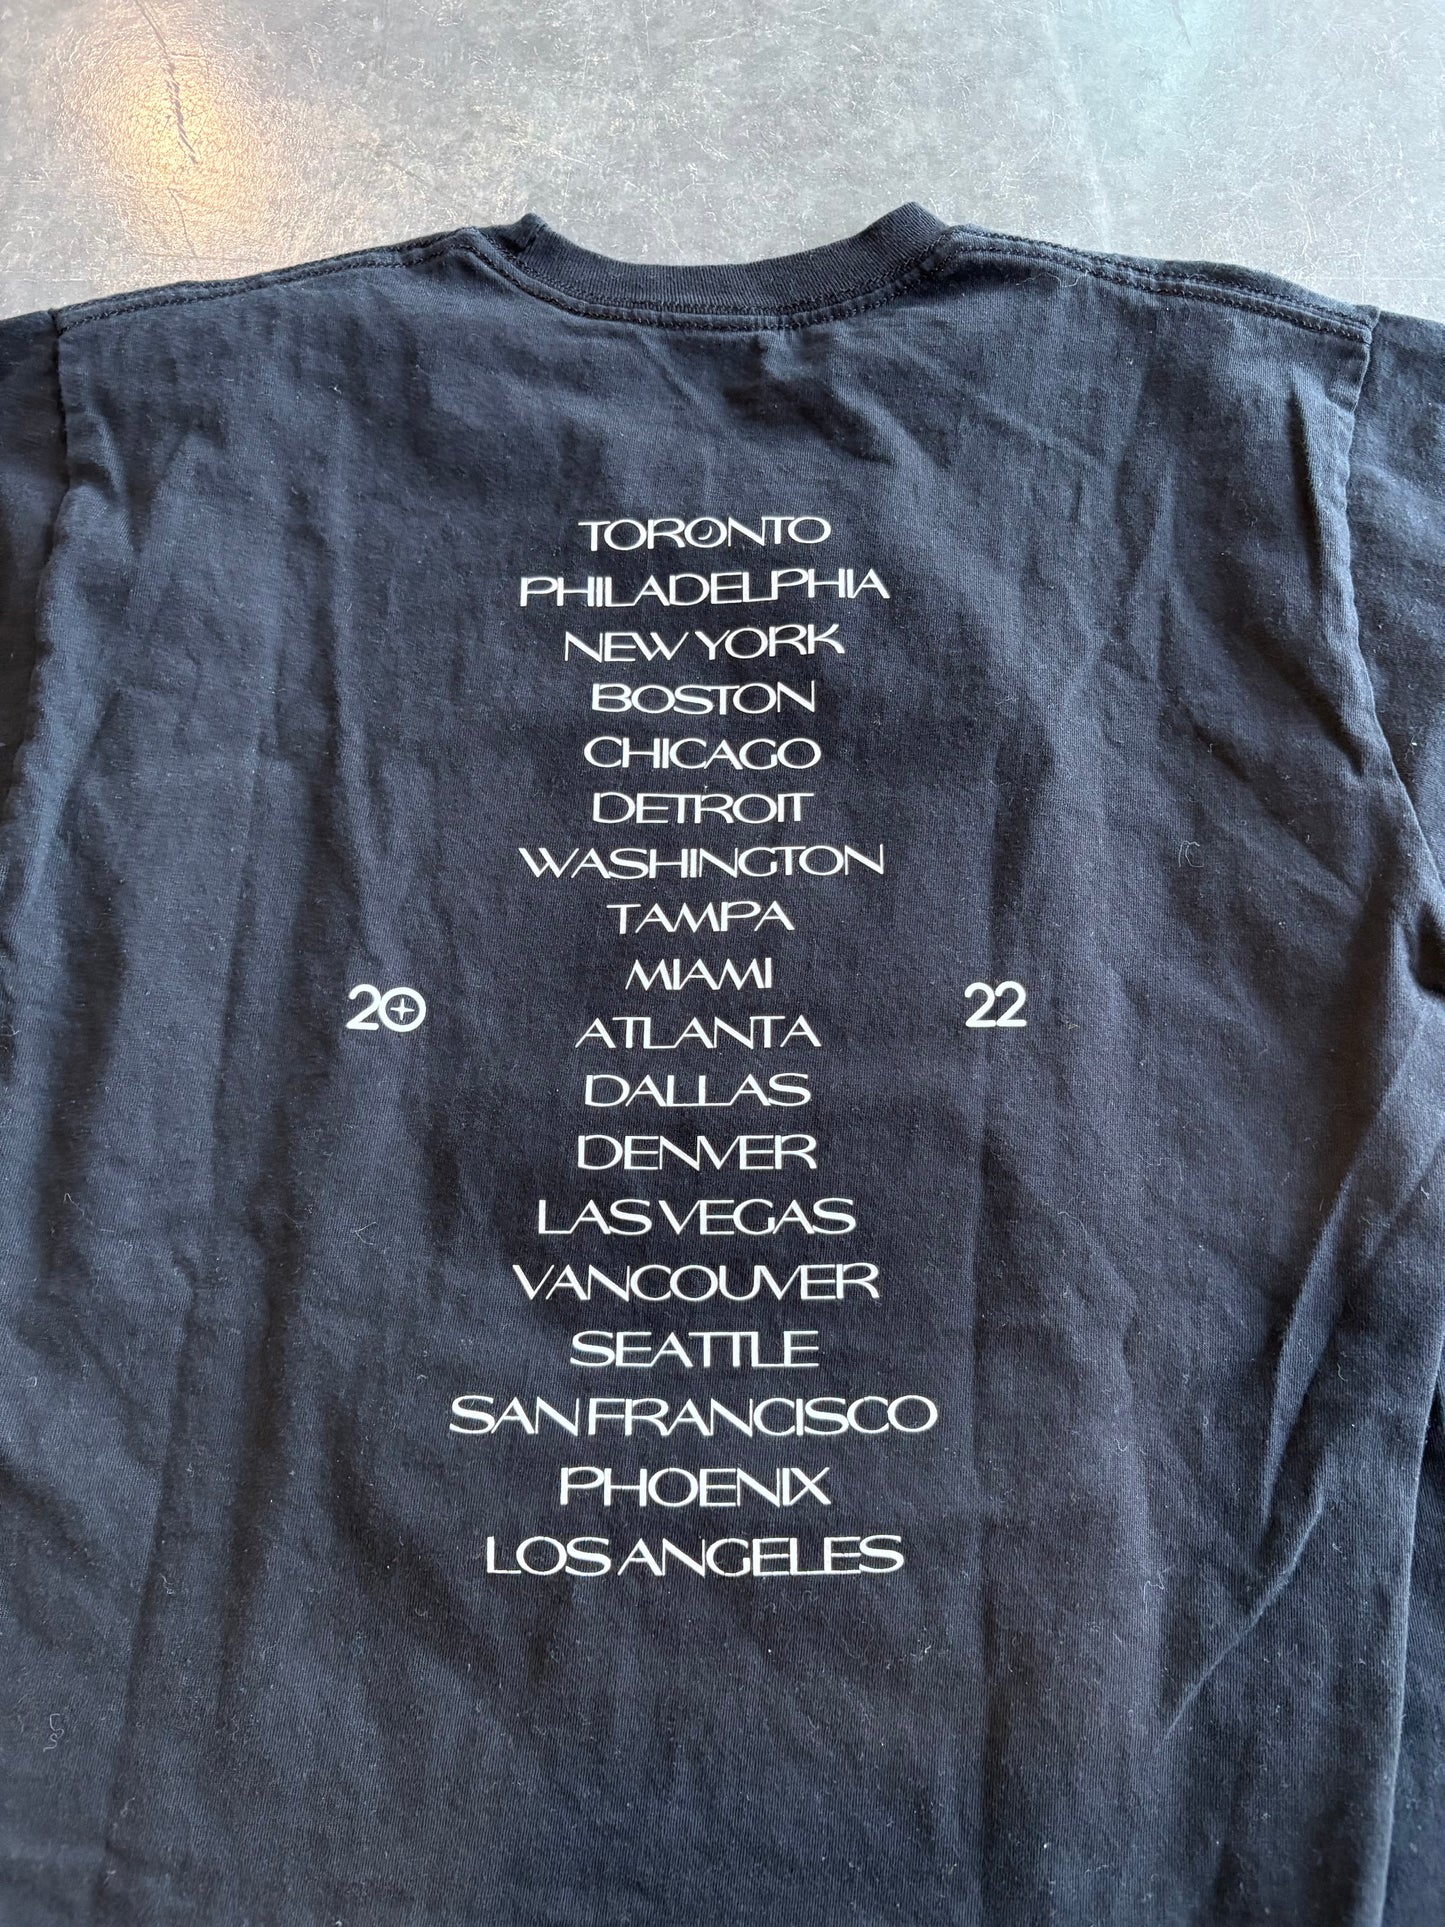 TORONTO
PHILADELPHIA
NEW YORK
BOSTON
CHICAGO
DETROIT
WASHINGTON
TAMPA
MIAMI
20 22
ATLANTA
DALLAS
DENVER
LAS VEGAS
VANCOUVER
SEATTLE
SAN FRANCISCO
PHOENIX
LOS ANGELES